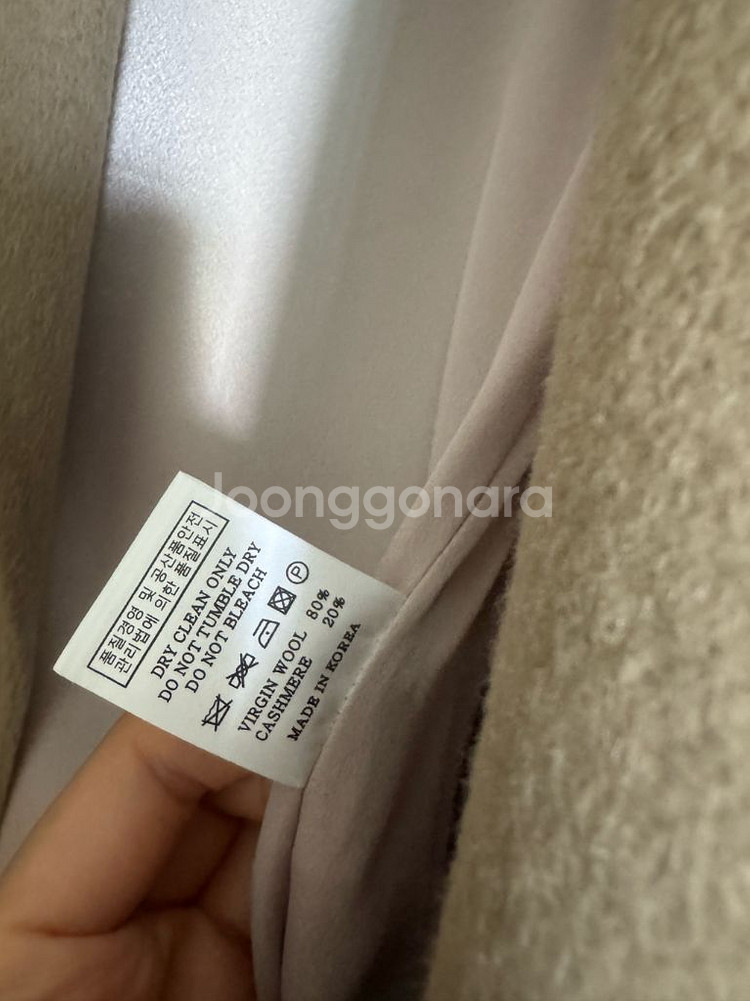 joonggonara
품질경영 및 공산품안전
관리법에 의한 품질표시
DRY CLEAN ONLY
DO NOT TUMBLE DRY
DO NOT BLEACH
P
VIRGIN WOOL 80%
CASHMERE 20%
MADE IN KOREA